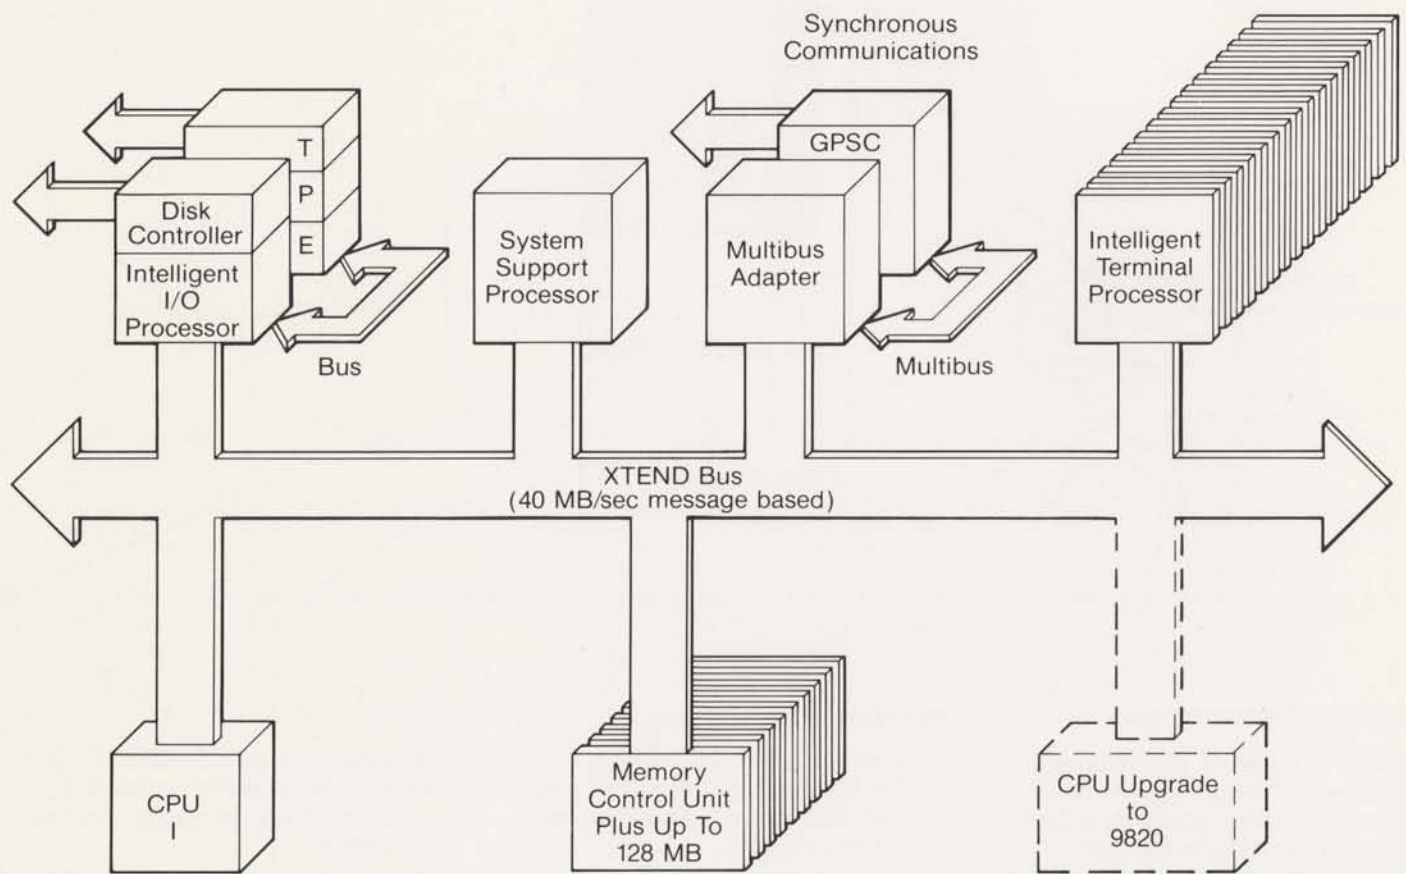 Synchronous
Communications
T
P
E
GPSC
Disk
Controller
Intelligent
I/O
Processor
System
Support
Processor
Multibus
Adapter
Intelligent
Terminal
Processor
Bus
Multibus
XTEND Bus
(40 MB/sec message based)
CPU
I
Memory
Control Unit
Plus Up To
128 MB
CPU Upgrade
to
9820